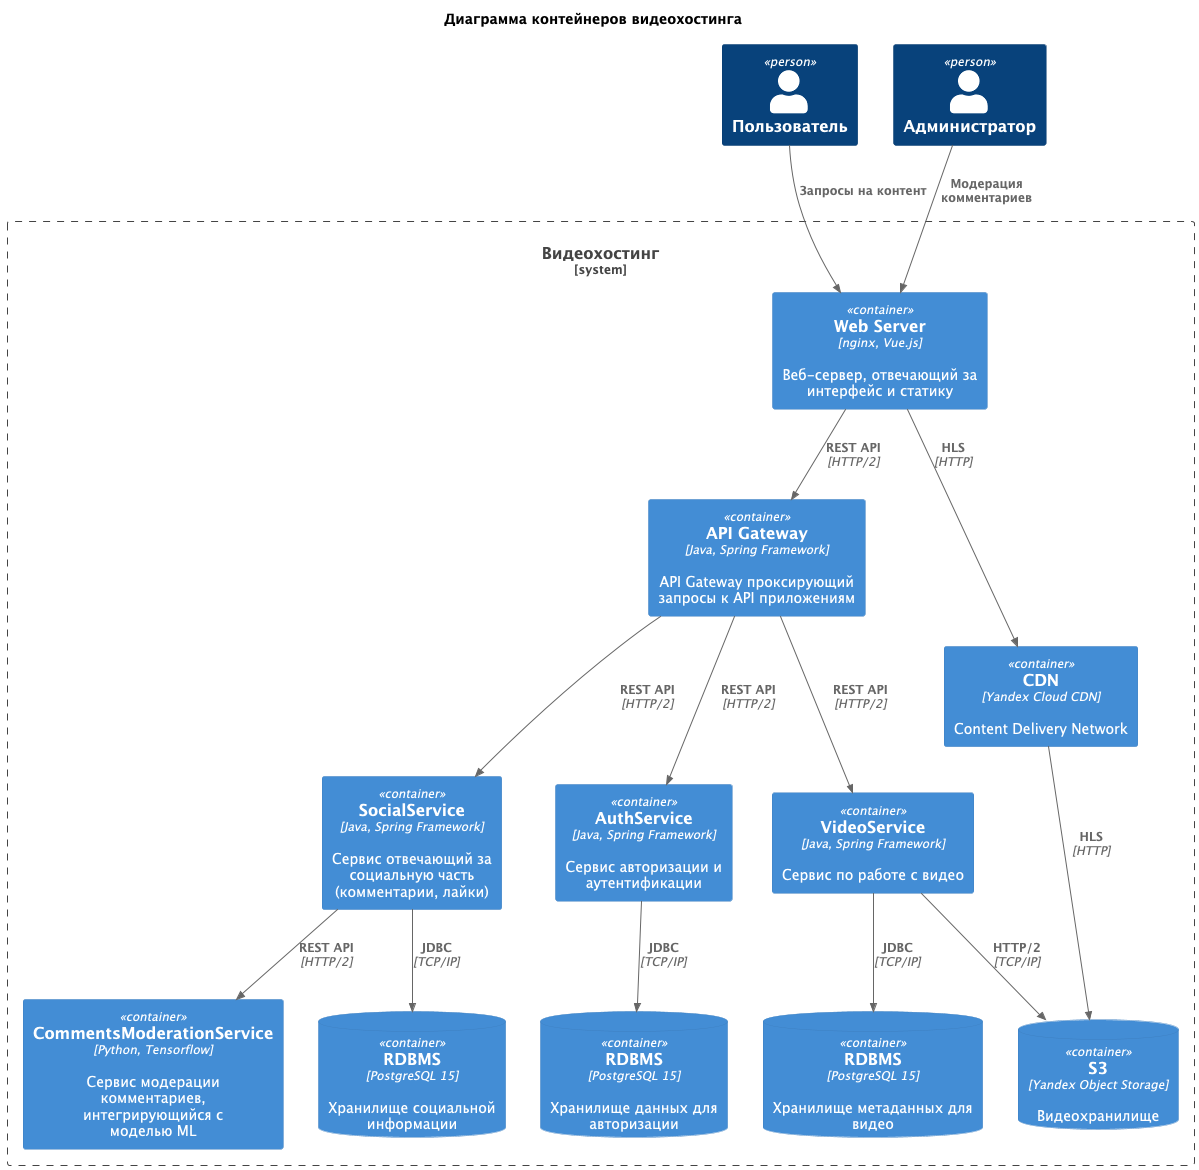 Диаграмма контейнеров видеохостинга
«person»
Пользователь
«person»
Администратор
Запросы на контент
Модерация
комментариев
Видеохостинг
[system]
«container»
Web Server
[nginx, Vue.js]
Веб-сервер, отвечающий за
интерфейс и статику
REST API
[HTTP/2]
HLS
[HTTP]
«container»
API Gateway
[Java, Spring Framework]
API Gateway проксирующий
запросы к API приложениям
REST API
[HTTP/2]
REST API
[HTTP/2]
REST API
[HTTP/2]
«container»
CDN
[Yandex Cloud CDN]
Content Delivery Network
«container»
SocialService
[Java, Spring Framework]
Сервис отвечающий за
социальную часть
(комментарии, лайки)
«container»
AuthService
[Java, Spring Framework]
Сервис авторизации и
аутентификации
«container»
VideoService
[Java, Spring Framework]
Сервис по работе с видео
HLS
[HTTP]
REST API
[HTTP/2]
JDBC
[TCP/IP]
JDBC
[TCP/IP]
JDBC
[TCP/IP]
HTTP/2
[TCP/IP]
«container»
CommentsModerationService
[Python, Tensorflow]
Сервис модерации
комментариев,
интегрирующийся с
моделью ML
«container»
RDBMS
[PostgreSQL 15]
Хранилище социальной
информации
«container»
RDBMS
[PostgreSQL 15]
Хранилище данных для
авторизации
«container»
RDBMS
[PostgreSQL 15]
Хранилище метаданных для
видео
«container»
S3
[Yandex Object Storage]
Видеохранилище